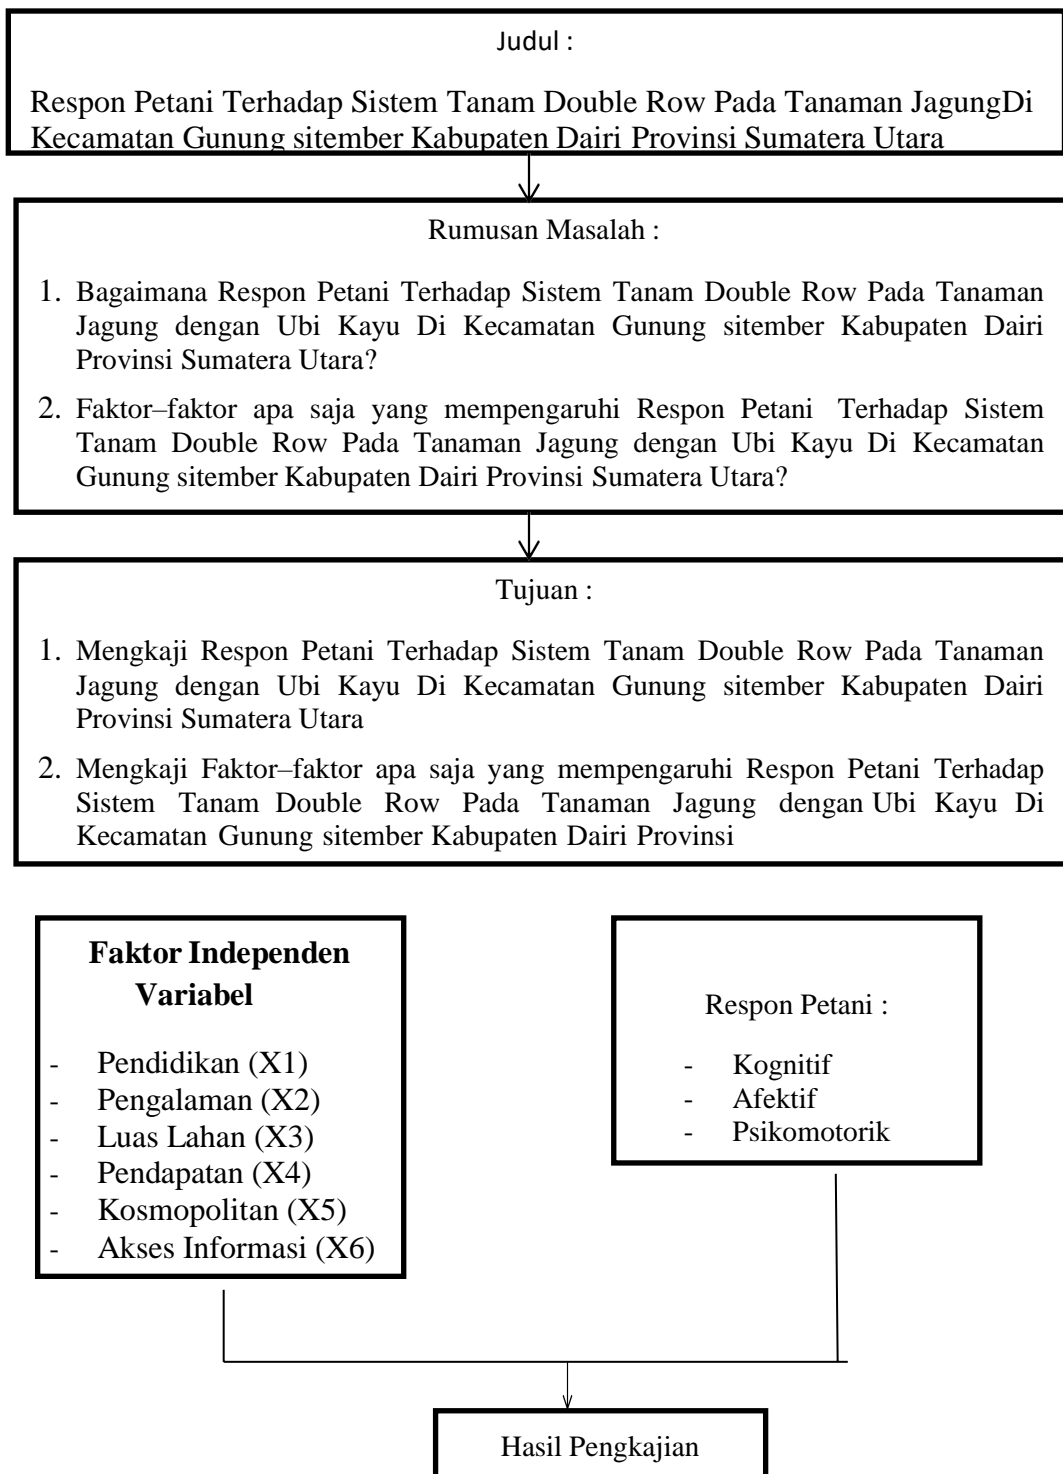 Judul :
Respon Petani Terhadap Sistem Tanam Double Row Pada Tanaman JagungDi
Kecamatan Gunung sitember Kabupaten Dairi Provinsi Sumatera Utara
Rumusan Masalah :
1. Bagaimana Respon Petani Terhadap Sistem Tanam Double Row Pada Tanaman
Jagung dengan Ubi Kayu Di Kecamatan Gunung sitember Kabupaten Dairi
Provinsi Sumatera Utara?
2. Faktor–faktor apa saja yang mempengaruhi Respon Petani Terhadap Sistem
Tanam Double Row Pada Tanaman Jagung dengan Ubi Kayu Di Kecamatan
Gunung sitember Kabupaten Dairi Provinsi Sumatera Utara?
Tujuan :
1. Mengkaji Respon Petani Terhadap Sistem Tanam Double Row Pada Tanaman
Jagung dengan Ubi Kayu Di Kecamatan Gunung sitember Kabupaten Dairi
Provinsi Sumatera Utara
2. Mengkaji Faktor–faktor apa saja yang mempengaruhi Respon Petani Terhadap
Sistem Tanam Double Row Pada Tanaman Jagung dengan Ubi Kayu Di
Kecamatan Gunung sitember Kabupaten Dairi Provinsi
Faktor Independen
Variabel
- Pendidikan (X1)
- Pengalaman (X2)
- Luas Lahan (X3)
- Pendapatan (X4)
- Kosmopolitan (X5)
- Akses Informasi (X6)
Respon Petani :
- Kognitif
- Afektif
- Psikomotorik
Hasil Pengkajian